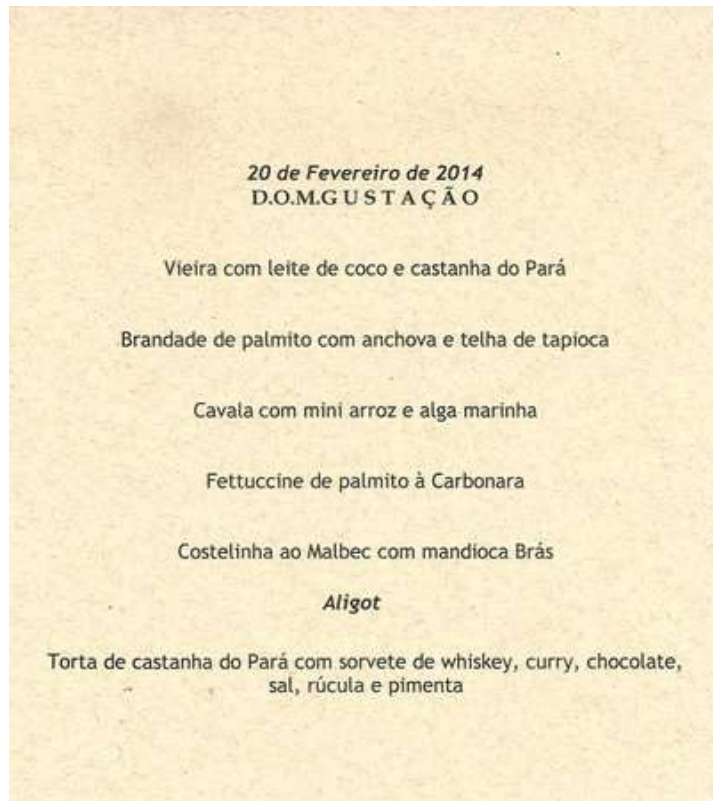 20 de Fevereiro de 2014
D.O.M.G U S T A Ç Ã O
Vieira com leite de coco e castanha do Pará
Brandade de palmito com anchova e telha de tapioca
Cavala com mini arroz e alga marinha
Fettuccine de palmito à Carbonara
Costelinha ao Malbec com mandioca Brás
Aligot
Torta de castanha do Pará com sorvete de whiskey, curry, chocolate,
sal, rúcula e pimenta